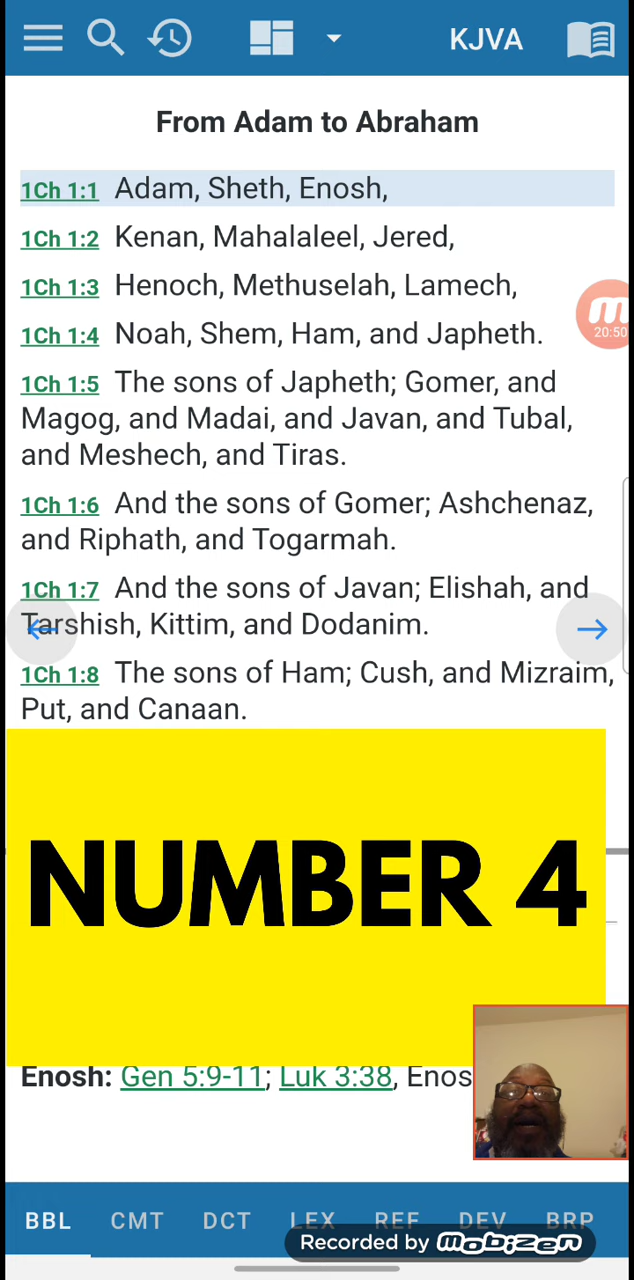 KJVA
From Adam to Abraham
1Ch 1:1 Adam, Sheth, Enosh,
1Ch 1:2 Kenan, Mahalaleel, Jered,
1Ch 1:3 Henoch, Methuselah, Lamech,
20:50
1Ch 1:4 Noah, Shem, Ham, and Japheth.
1Ch 1:5 The sons of Japheth; Gomer, and
Magog, and Madai, and Javan, and Tubal,
and Meshech, and Tiras.
1Ch 1:6 And the sons of Gomer; Ashchenaz,
and Riphath, and Togarmah.
1Ch 1:7 And the sons of Javan; Elishah, and
Tarshish, Kittim, and Dodanim.
1Ch 1:8 The sons of Ham; Cush, and Mizraim,
Put, and Canaan.
NUMBER 4
Enosh: Gen 5:9-11; Luk 3:38, Enos
BBL CMT DCT LEX REF DEV BRP
Recorded by mobizen